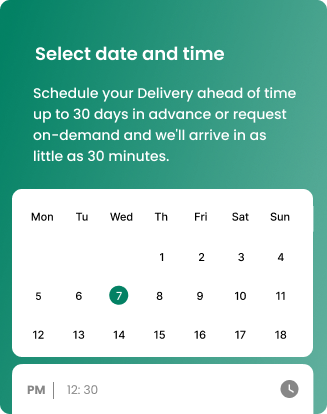 Select date and time
Schedule your Delivery ahead of time
up to 30 days in advance or request
on-demand and we'll arrive in as
little as 30 minutes.
Mon Tu Wed Th Fri Sat Sun
1 2 3 4
5 6 7 8 9 10 11
12 13 14 15 16 17 18
PM 12: 30